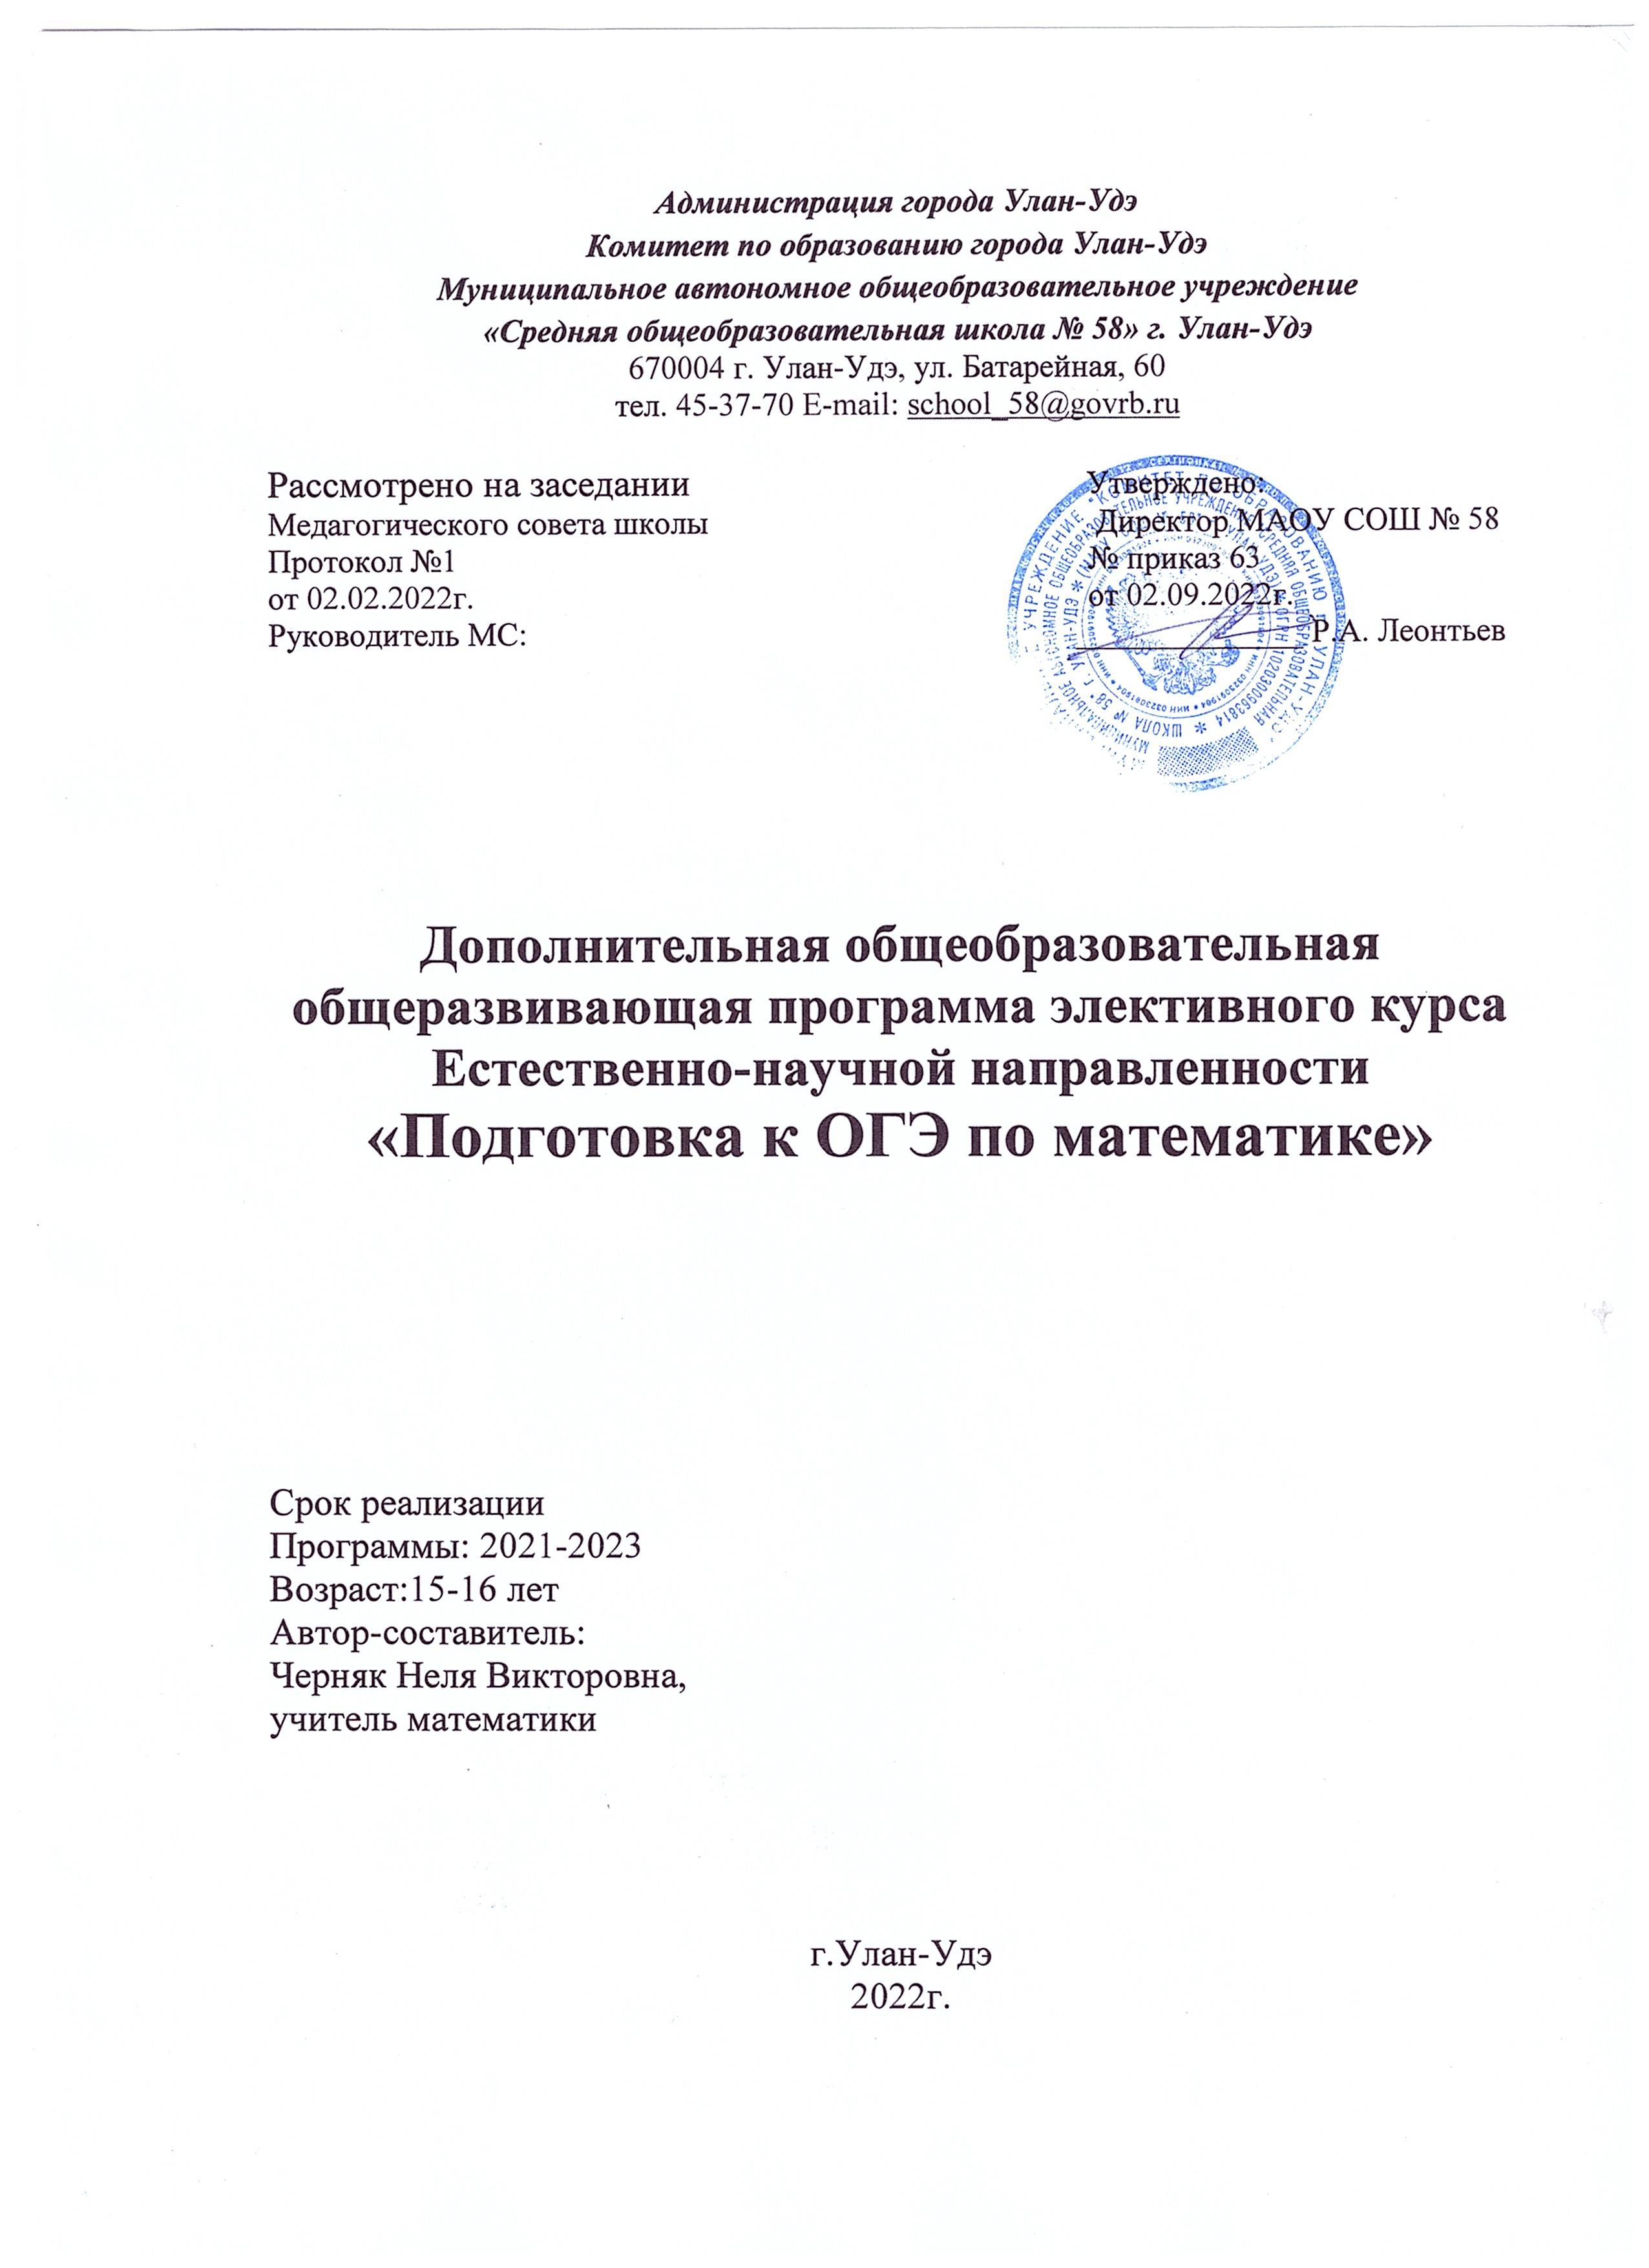 Администрация города Улан-Удэ
Комитет по образованию города Улан-Удэ
Муниципальное автономное общеобразовательное учреждение
«Средняя общеобразовательная школа № 58» г. Улан-Удэ
670004 г. Улан-Удэ, ул. Батарейная, 60
тел. 45-37-70 E-mail: school_58@govrb.ru
Рассмотрено на заседании
Медагогического совета школы
Протокол №1
от 02.02.2022г.
Руководитель МС:
Утверждено:
Директор МАОУ СОШ № 58
№ приказ 63
от 02.09.2022г.
Р.А. Леонтьев
Дополнительная общеобразовательная
общеразвивающая программа элективного курса
Естественно-научной направленности
«Подготовка к ОГЭ по математике»
Срок реализации
Программы: 2021-2023
Возраст:15-16 лет
Автор-составитель:
Черняк Неля Викторовна,
учитель математики
г.Улан-Удэ
2022г.